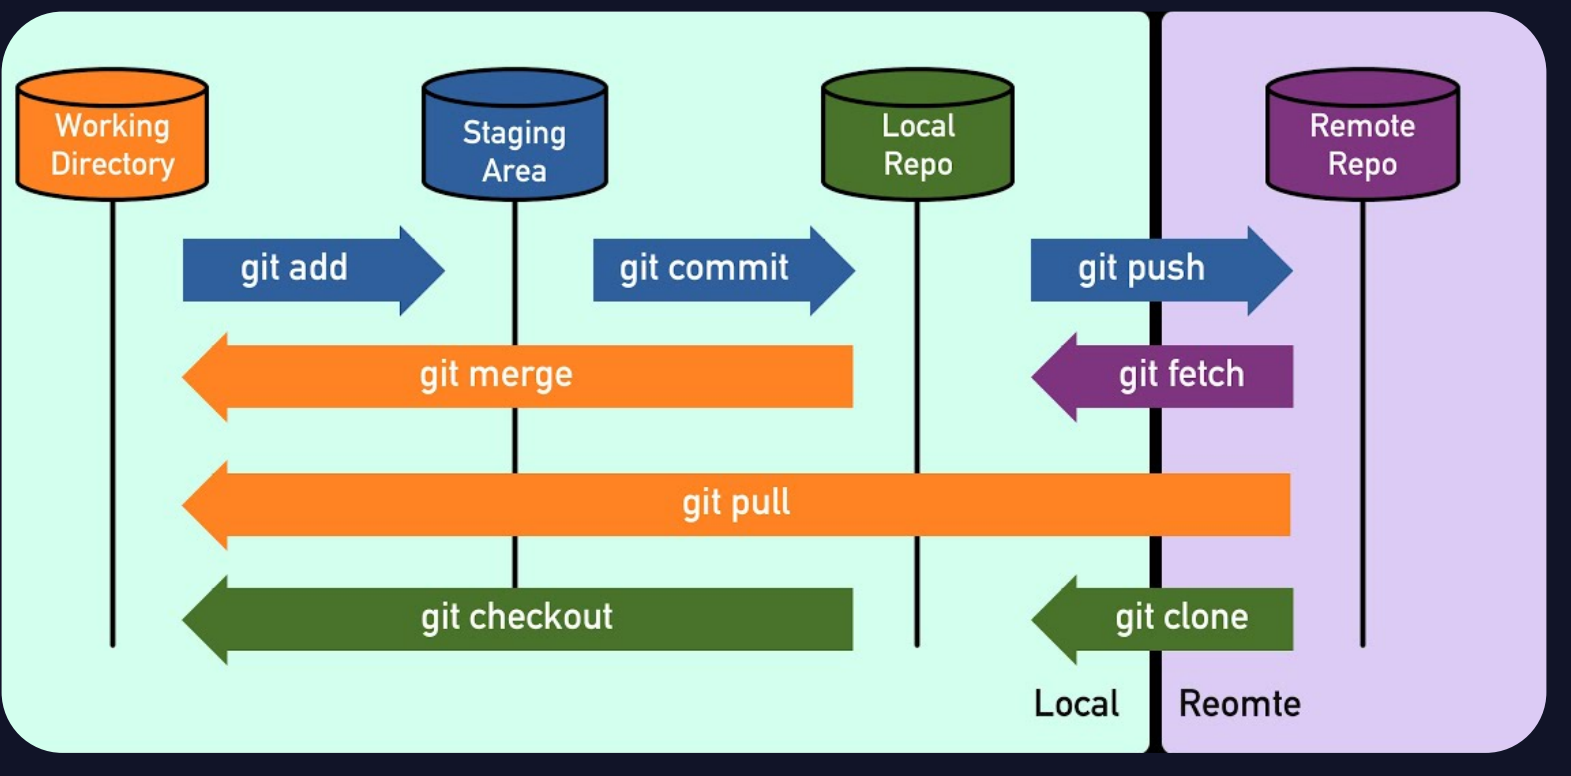 Working
Directory
Staging
Area
Local
Repo
Remote
Repo
git add
git commit
git push
git merge
git fetch
git pull
git checkout
git clone
Local
Reomte